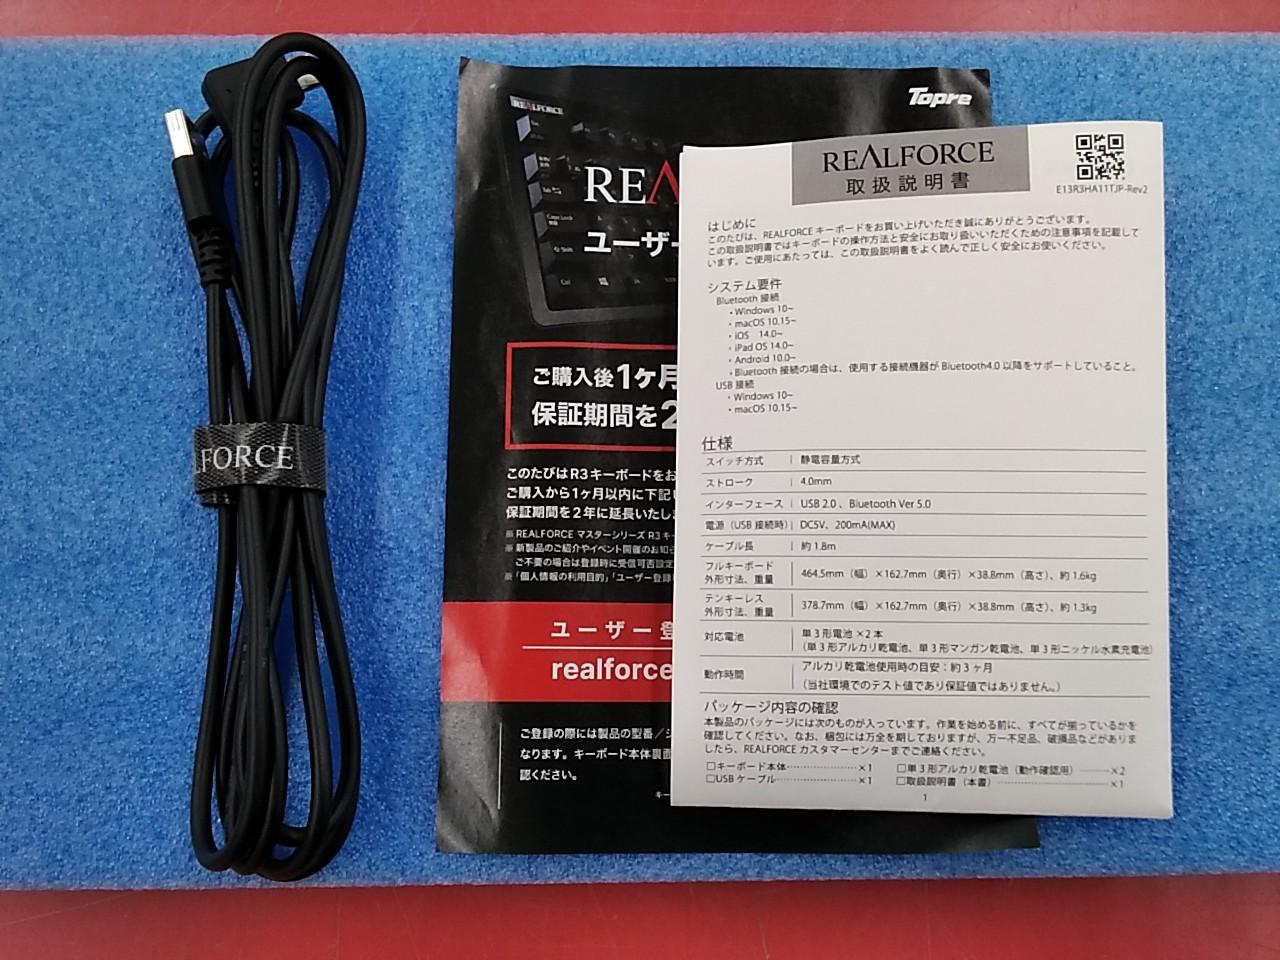 FORCE
REALFORCE
Topre
REA
ユーザー
Caps Lock
Ctrl
ご購入後1ヶ月
保証期間を2
このたびはR3キーボードをお
ご購入から1ヶ月以内に下記
保証期間を2年に延長いたし
※ REALFORCE マスターシリーズ R3 キー
※ 新製品のご紹介やイベント開催のお知
ご不要の場合は登録時に受信可否設定
※「個人情報の利用目的」「ユーザー登録
ユーザー登
realforce
ご登録の際には製品の型番／シ
なります。キーボード本体裏面
認ください。
キー
REALFORCE
取扱説明書
E13R3HA11TJP-Rev2
はじめに
このたびは、REALFORCE キーボードをお買い上げいただき誠にありがとうございます。
この取扱説明書ではキーボードの操作方法と安全にお取り扱いいただくための注意事項を記載して
います。ご使用にあたっては、この取扱説明書をよく読んで正しく安全にお使いください。
システム要件
Bluetooth 接続
・Windows 10~
・macOS 10.15~
・iOS 14.0~
・iPad OS 14.0~
・Android 10.0~
・Bluetooth 接続の場合は、使用する接続機器が Bluetooth4.0 以降をサポートしていること。
USB 接続
・Windows 10~
・macOS 10.15~
仕様
スイッチ方式 静電容量方式
ストローク 4.0mm
インターフェース USB 2.0 、Bluetooth Ver 5.0
電源（USB 接続時） DC5V、200mA(MAX)
ケーブル長 約 1.8m
フルキーボード
外形寸法、重量 464.5mm（幅）×162.7mm（奥行）×38.8mm（高さ）、約 1.6kg
テンキーレス
外形寸法、重量 378.7mm（幅）×162.7mm（奥行）×38.8mm（高さ）、約 1.3kg
対応電池 単 3 形電池 ×2 本
（単 3 形アルカリ乾電池、単 3 形マンガン乾電池、単 3 形ニッケル水素充電池）
動作時間 アルカリ乾電池使用時の目安：約 3 ヶ月
（当社環境でのテスト値であり保証値ではありません。）
パッケージ内容の確認
本製品のパッケージには次のものが入っています。作業を始める前に、すべてが揃っているかを
確認してください。なお、梱包には万全を期しておりますが、万一不足品、破損品などがありま
したら、REALFORCE カスタマーセンターまでご連絡ください。
□キーボード本体 ×1 □単 3 形アルカリ乾電池（動作確認用） ×2
□USB ケーブル ×1 □取扱説明書（本書） ×1
1